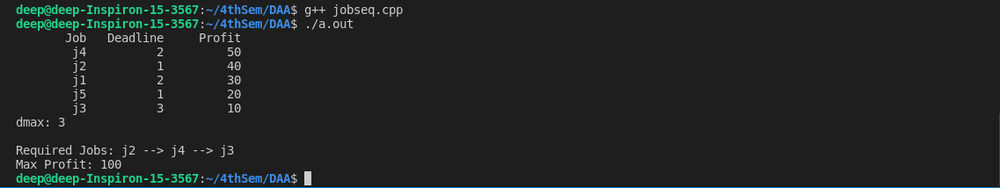 deep@deep-Inspiron-15-3567:~/4thSem/DAA$ g++ jobseq.cpp
deep@deep-Inspiron-15-3567:~/4thSem/DAA$ ./a.out
Job Deadline Profit
j4 2 50
j2 1 40
j1 2 30
j5 1 20
j3 3 10
dmax: 3
Required Jobs: j2 --> j4 --> j3
Max Profit: 100
deep@deep-Inspiron-15-3567:~/4thSem/DAA$